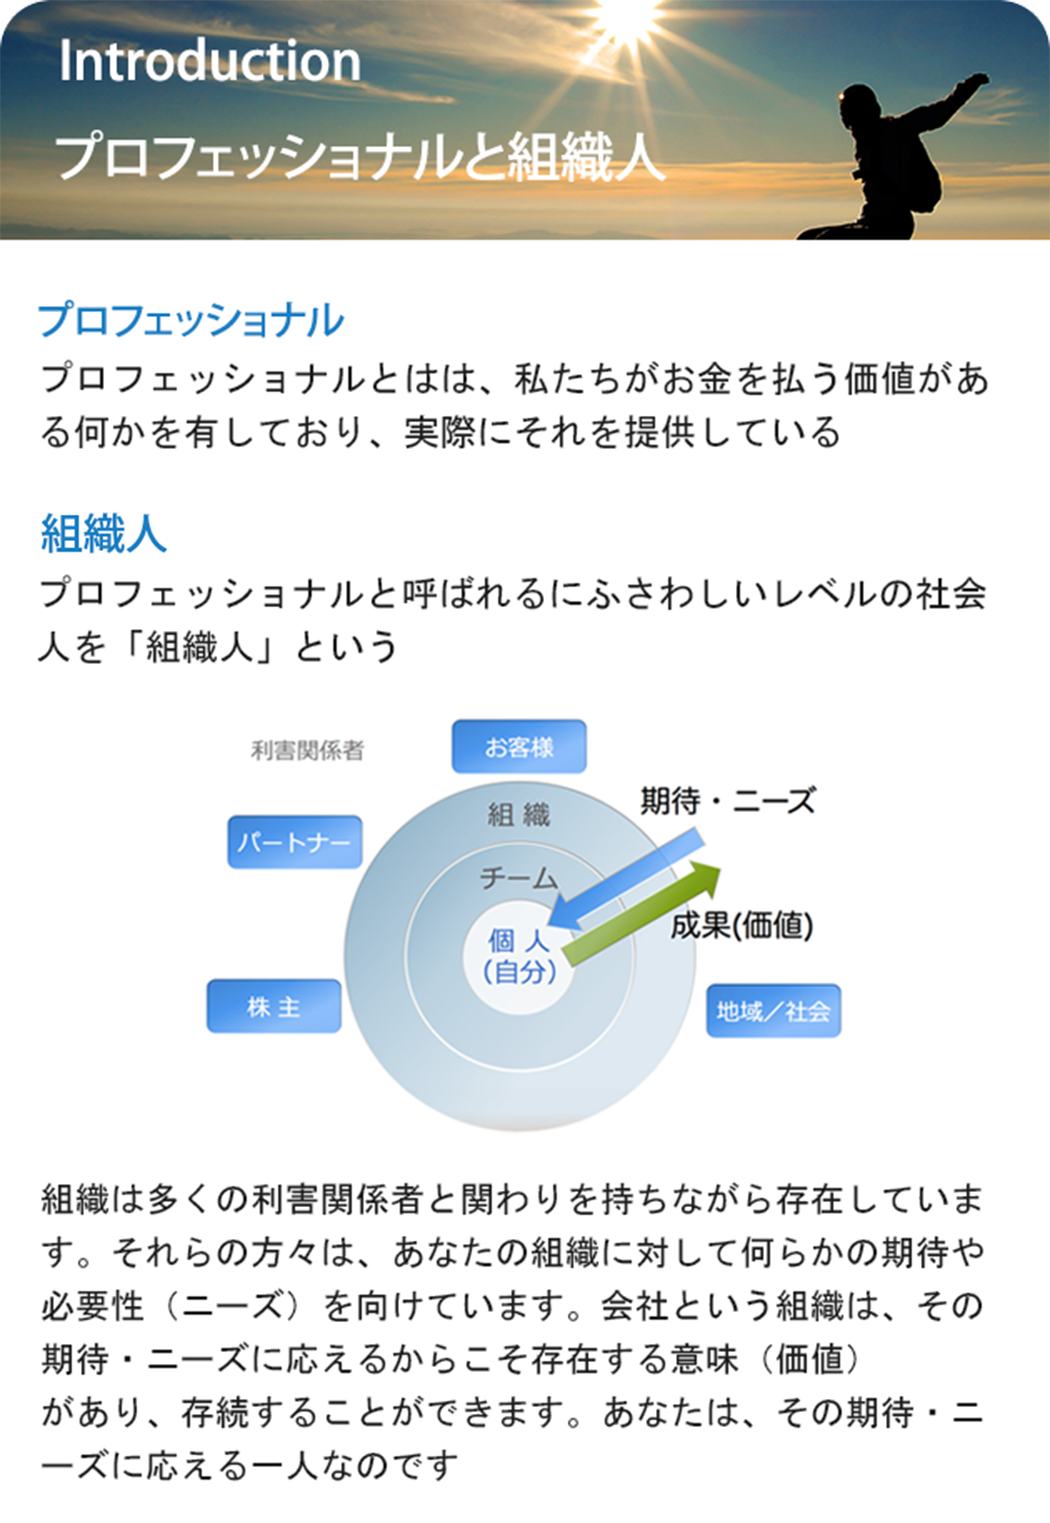 Introduction
プロフェッショナルと組織人
プロフェッショナル
プロフェッショナルとはは、私たちがお金を払う価値があ
る何かを有しており、実際にそれを提供している
組織人
プロフェッショナルと呼ばれるにふさわしいレベルの社会
人を「組織人」という
利害関係者
お客様
組 織
期待・ニーズ
パートナー
チーム
成果(価値)
個 人
(自分)
株 主
地域／社会
組織は多くの利害関係者と関わりを持ちながら存在していま
す。それらの方々は、あなたの組織に対して何らかの期待や
必要性（ニーズ）を向けています。会社という組織は、その
期待・ニーズに応えるからこそ存在する意味（価値）
があり、存続することができます。あなたは、その期待・ニ
ーズに応える一人なのです